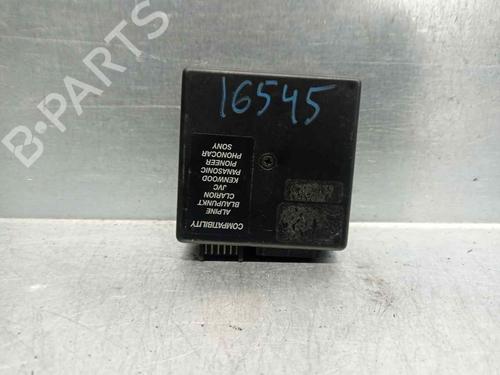 16545
COMPATIBILITY
ALPINE
BLAUPUNKT
CLARION
JVC
KENWOOD
PANASONIC
PIONEER
PHONOCAR
SONY
B-PARTS